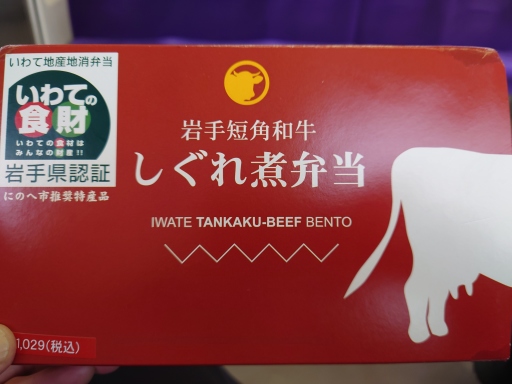 いわて地産地消弁当
いわての
食財
いわての食材は
みんなの財産!!
岩手県認証
にのへ市推奨特産品
岩手短角和牛
しぐれ煮弁当
IWATE TANKAKU-BEEF BENTO
1,029(税込)